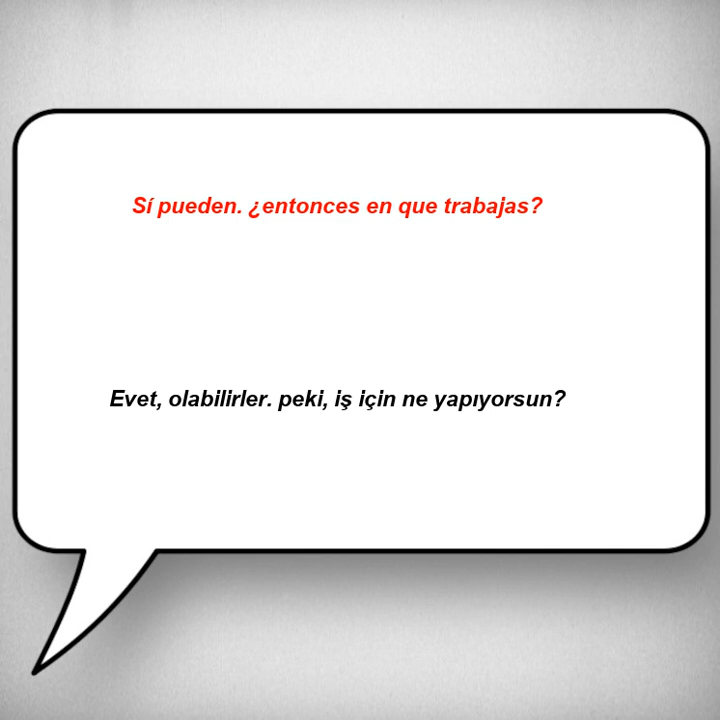 Sí pueden. ¿entonces en que trabajas?
Evet, olabilirler. peki, iş için ne yapıyorsun?